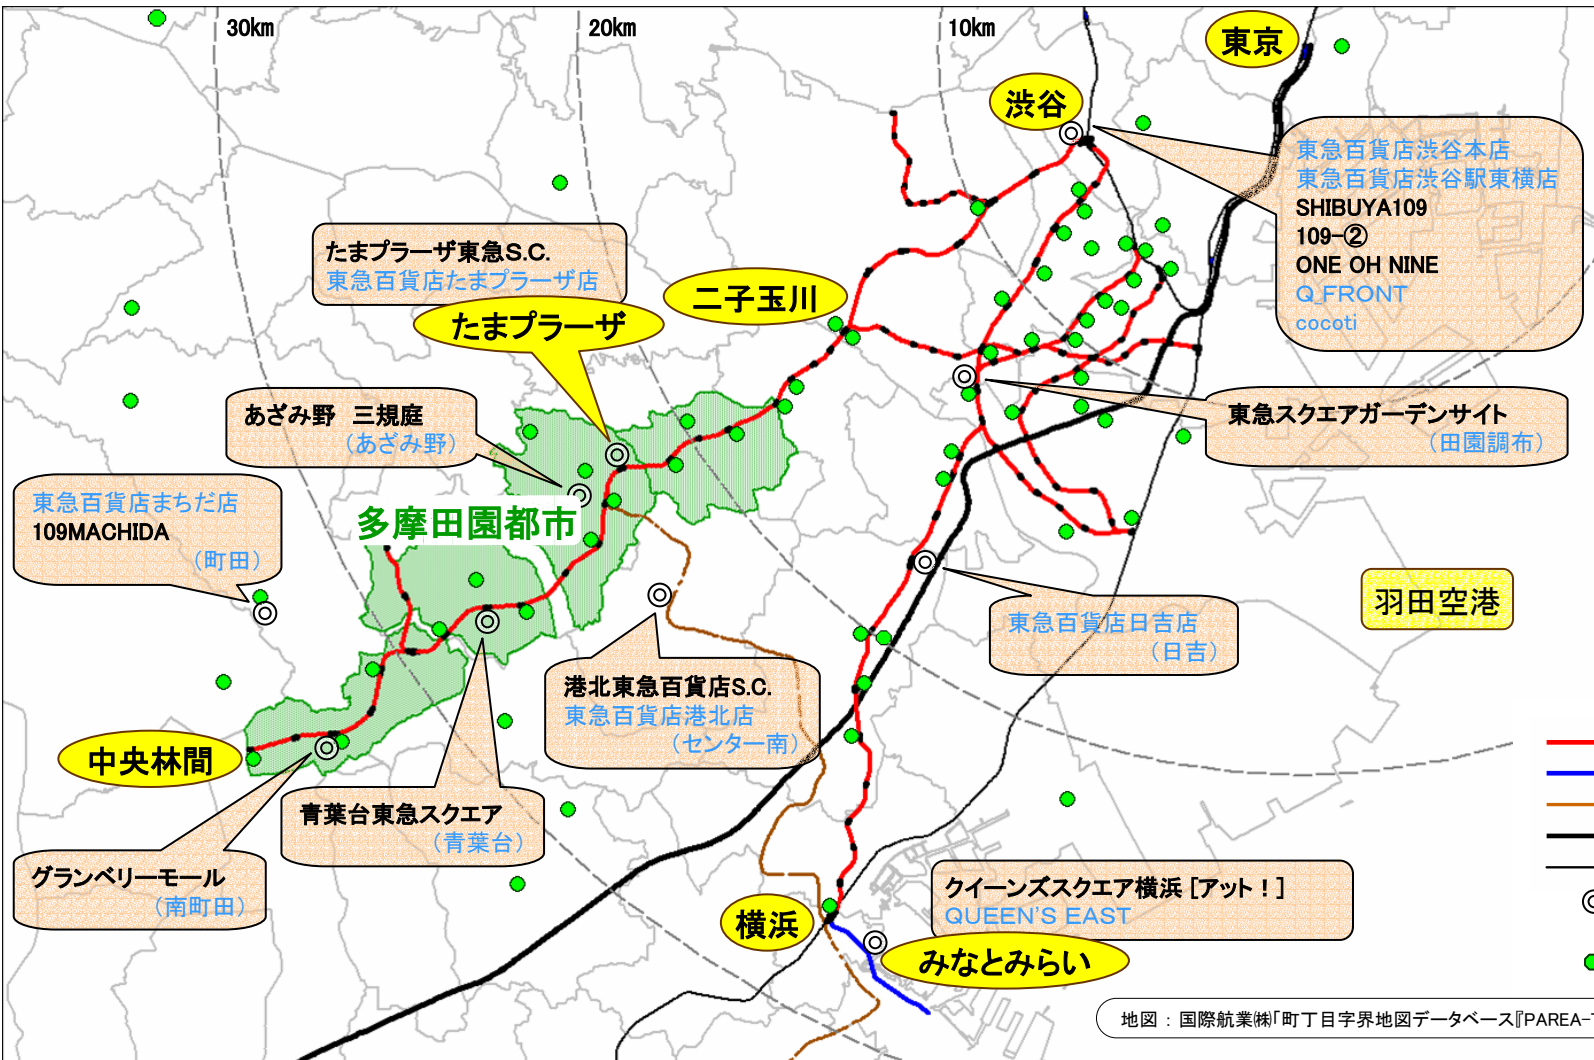 30km
20km
10km
東京
渋谷
東急百貨店渋谷本店
東急百貨店渋谷駅東横店
SHIBUYA109
109-②
ONE OH NINE
Q FRONT
cocoti
たまプラーザ東急S.C.
東急百貨店たまプラーザ店
たまプラーザ
二子玉川
あざみ野 三規庭
（あざみ野）
東急スクエアガーデンサイト
（田園調布）
東急百貨店まちだ店
109MACHIDA
（町田）
多摩田園都市
羽田空港
東急百貨店日吉店
（日吉）
港北東急百貨店S.C.
東急百貨店港北店
（センター南）
中央林間
青葉台東急スクエア
（青葉台）
グランベリーモール
（南町田）
クイーンズスクエア横浜 [アット！]
QUEEN'S EAST
横浜
みなとみらい
地図：国際航業㈱「町丁目字界地図データベース『PAREA-